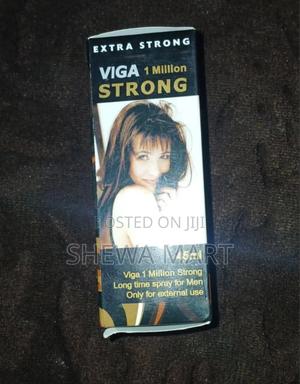 EXTRA STRONG
VIGA 1 Million
STRONG
POSTED ON JIJI
SHEWA MART
45ml
Viga 1 Million Strong
Long time spray for Men
Only for external use